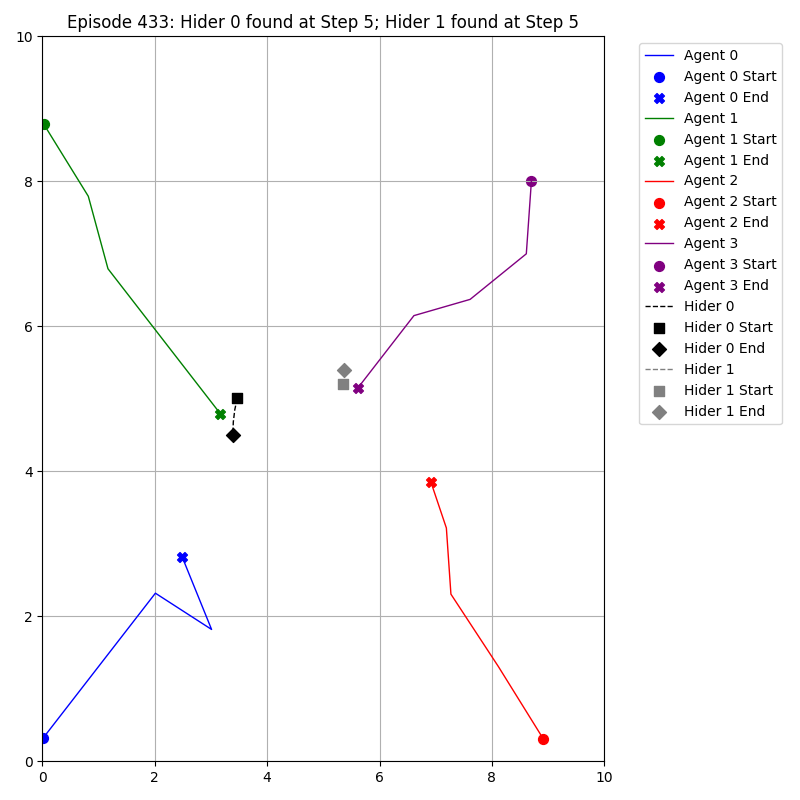 Episode 433: Hider 0 found at Step 5; Hider 1 found at Step 5
10
8
6
4
2
0
0 2 4 6 8 10
Agent 0
Agent 0 Start
Agent 0 End
Agent 1
Agent 1 Start
Agent 1 End
Agent 2
Agent 2 Start
Agent 2 End
Agent 3
Agent 3 Start
Agent 3 End
Hider 0
Hider 0 Start
Hider 0 End
Hider 1
Hider 1 Start
Hider 1 End